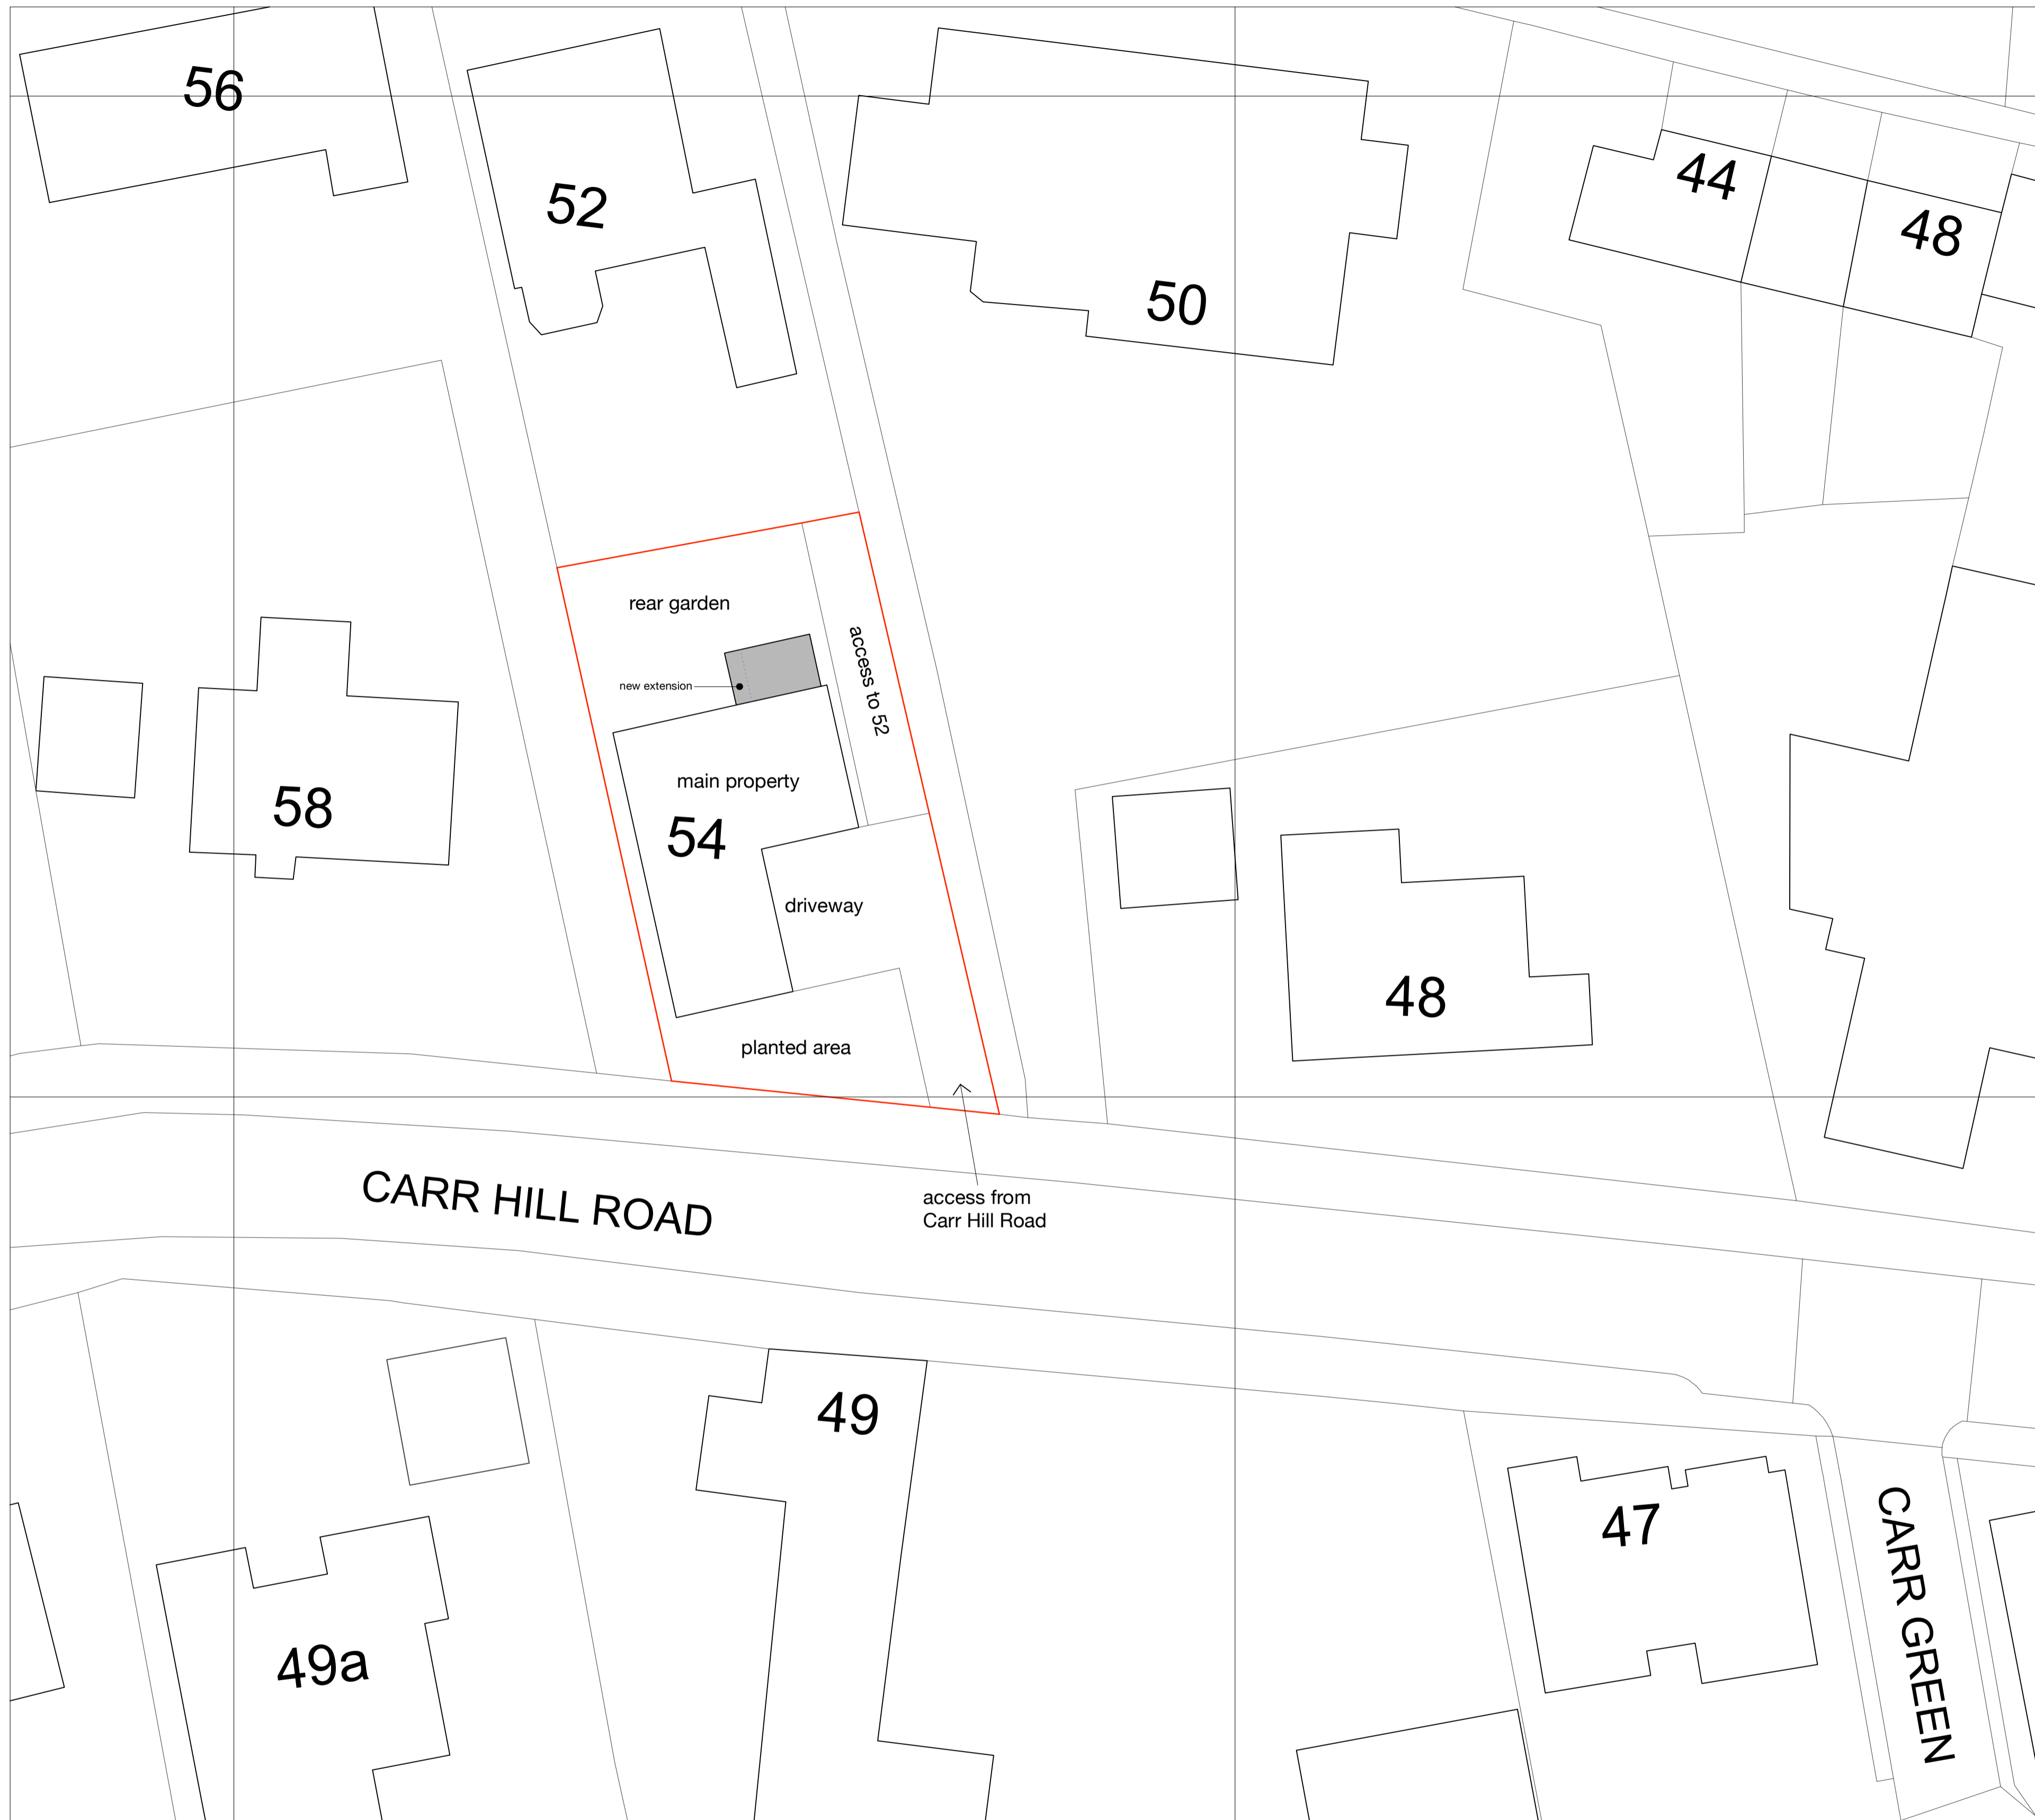 56
52
44
48
50
rear garden
access to 52
new extension
main property
58
54
driveway
48
planted area
CARR HILL ROAD
access from
Carr Hill Road
49
47
CARR GREEN
49a